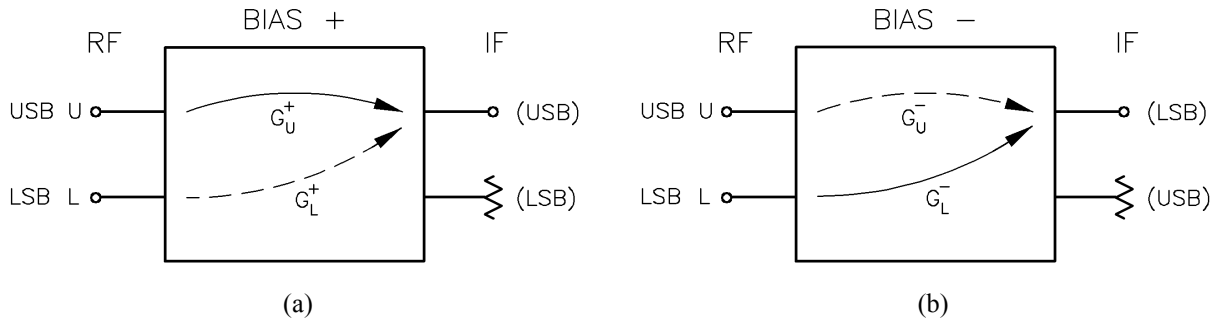 BIAS +
RF
IF
USB U
(USB)
G_U^+
LSB L
(LSB)
G_L^+
(a)
BIAS −
RF
IF
USB U
(LSB)
G_U^-
LSB L
(USB)
G_L^-
(b)